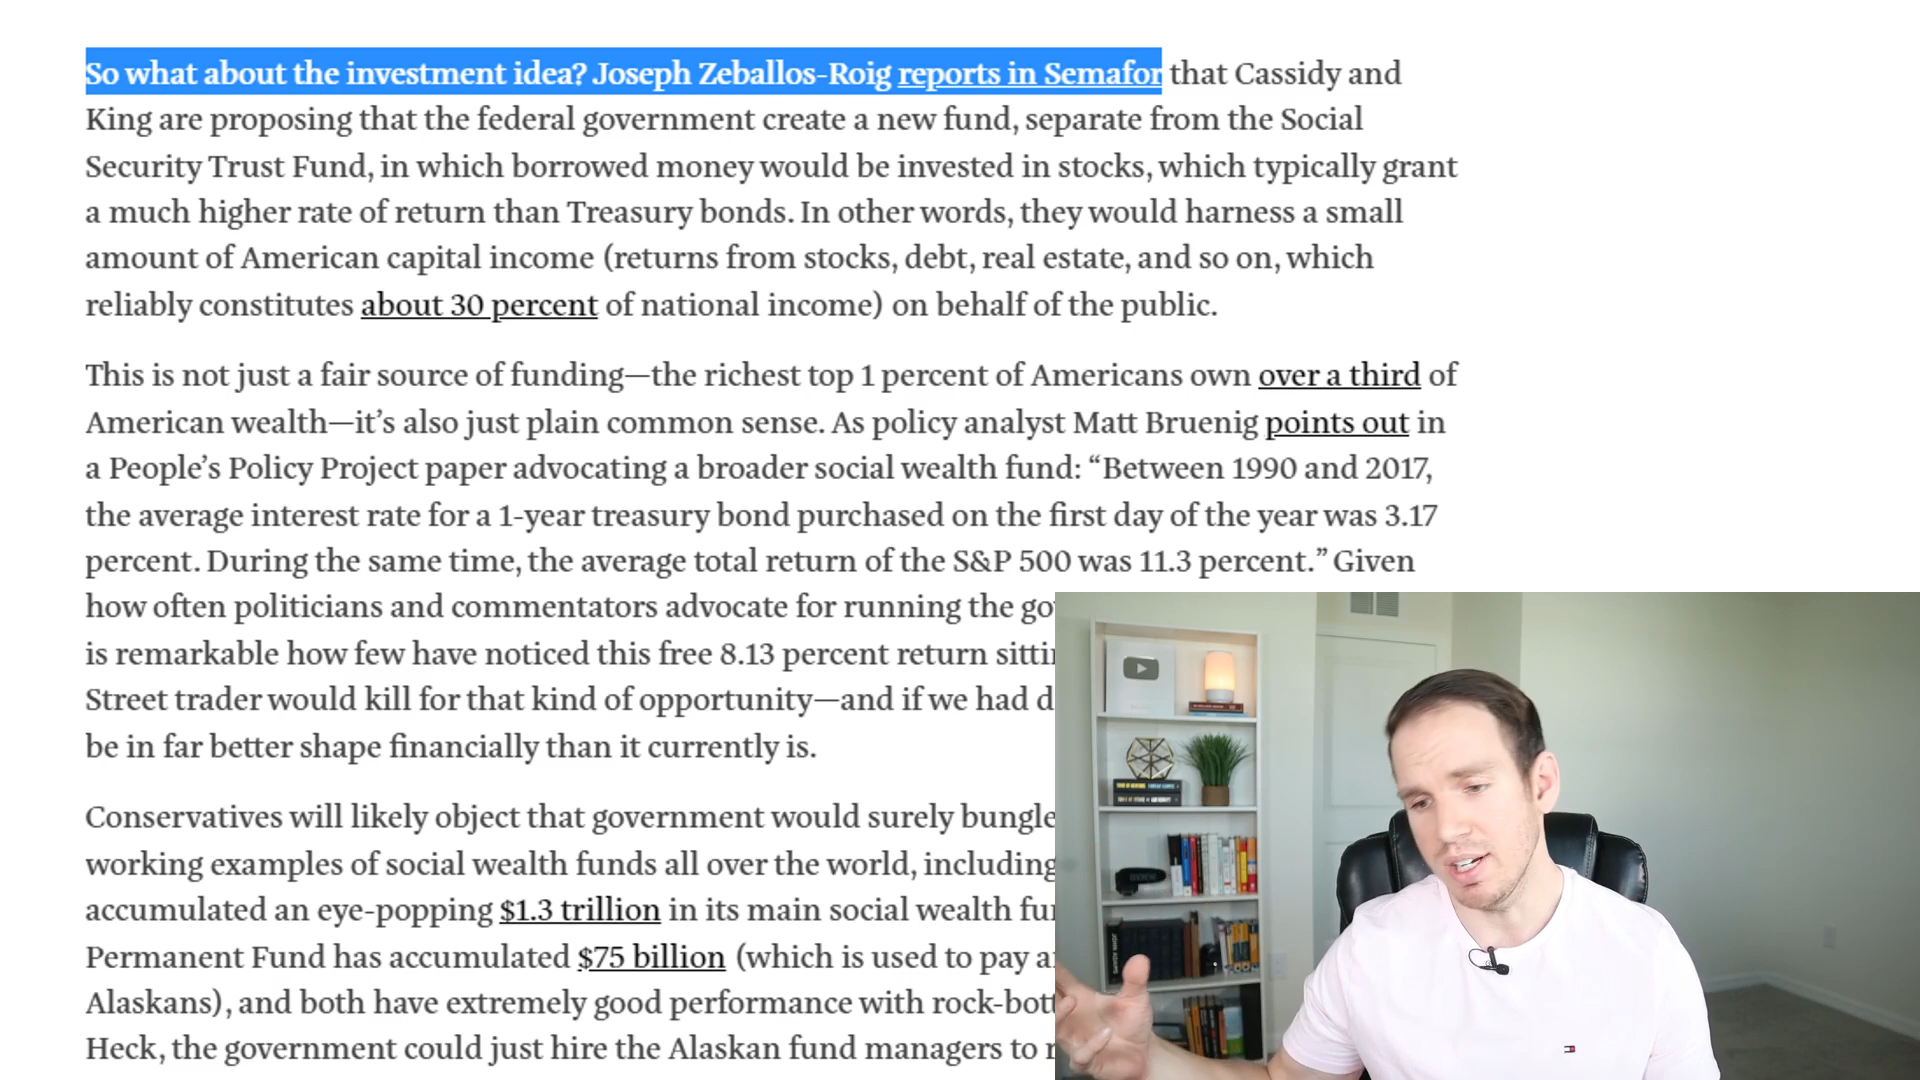 So what about the investment idea? Joseph Zeballos-Roig reports in Semafor that Cassidy and
King are proposing that the federal government create a new fund, separate from the Social
Security Trust Fund, in which borrowed money would be invested in stocks, which typically grant
a much higher rate of return than Treasury bonds. In other words, they would harness a small
amount of American capital income (returns from stocks, debt, real estate, and so on, which
reliably constitutes about 30 percent of national income) on behalf of the public.
This is not just a fair source of funding—the richest top 1 percent of Americans own over a third of
American wealth—it’s also just plain common sense. As policy analyst Matt Bruenig points out in
a People’s Policy Project paper advocating a broader social wealth fund: “Between 1990 and 2017,
the average interest rate for a 1-year treasury bond purchased on the first day of the year was 3.17
percent. During the same time, the average total return of the S&P 500 was 11.3 percent.” Given
how often politicians and commentators advocate for running the
is remarkable how few have noticed this free 8.13 percent return
Street trader would kill for that kind of opportunity—and if we had
be in far better shape financially than it currently is.
Conservatives will likely object that government would surely bungle
working examples of social wealth funds all over the world, including
accumulated an eye-popping $1.3 trillion in its main social wealth
Permanent Fund has accumulated $75 billion (which is used to pay
Alaskans), and both have extremely good performance with
Heck, the government could just hire the Alaskan fund managers to